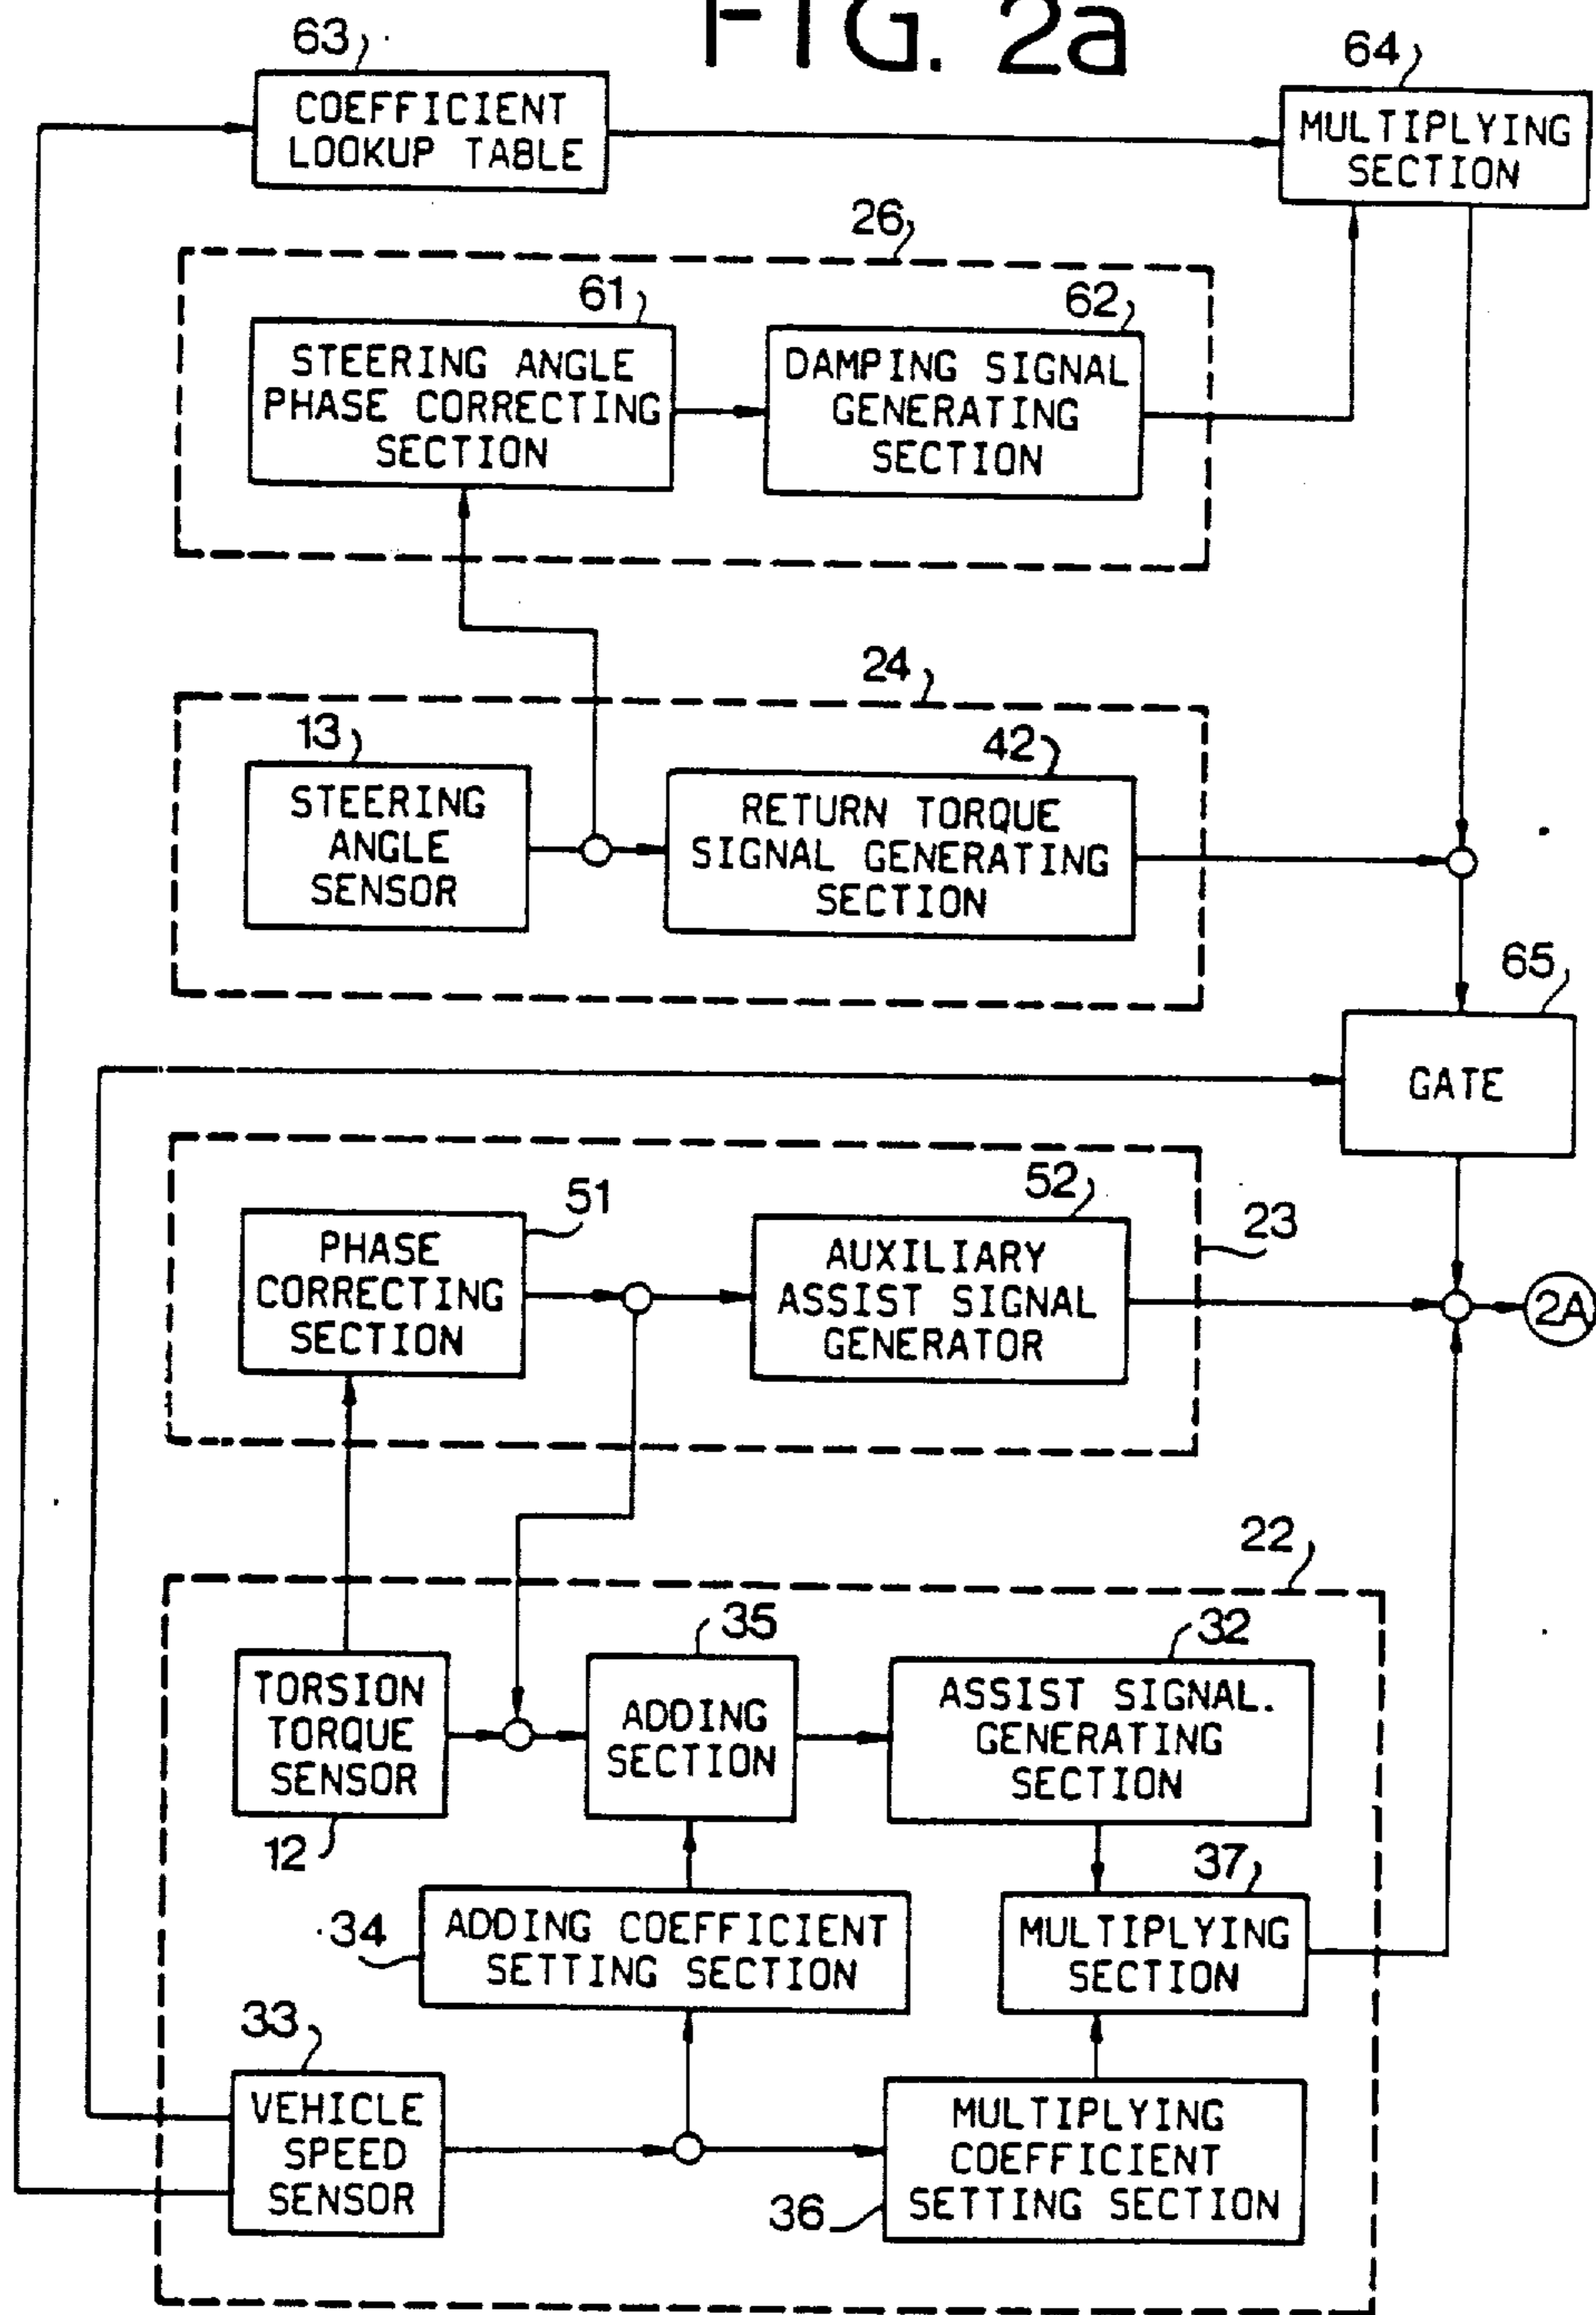 FIG. 2a
63
COEFFICIENT
LOOKUP TABLE
64
MULTIPLYING
SECTION
26
61
STEERING ANGLE
PHASE CORRECTING
SECTION
62
DAMPING SIGNAL
GENERATING
SECTION
24
13
STEERING
ANGLE
SENSOR
42
RETURN TORQUE
SIGNAL GENERATING
SECTION
65
GATE
51
PHASE
CORRECTING
SECTION
52
AUXILIARY
ASSIST SIGNAL
GENERATOR
23
2A
22
TORSION
TORQUE
SENSOR
12
35
ADDING
SECTION
32
ASSIST SIGNAL.
GENERATING
SECTION
34
ADDING COEFFICIENT
SETTING SECTION
37
MULTIPLYING
SECTION
33
VEHICLE
SPEED
SENSOR
36
MULTIPLYING
COEFFICIENT
SETTING SECTION